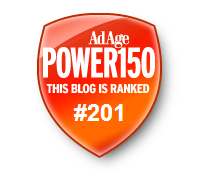 AdAge
POWER150
THIS BLOG IS RANKED
#201